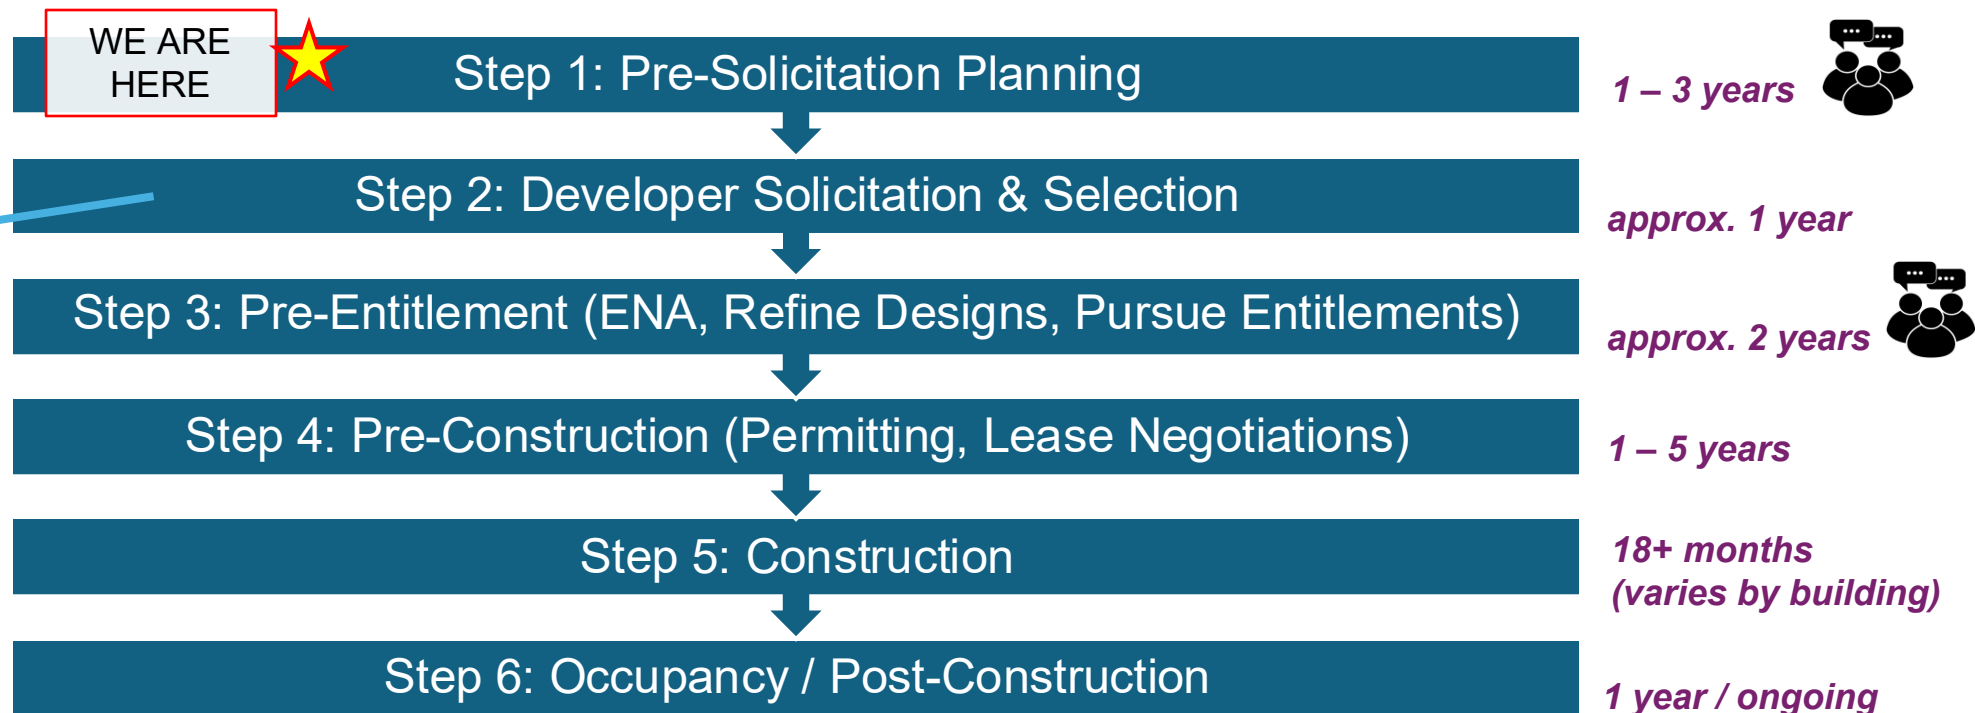 WE ARE
HERE
Step 1: Pre-Solicitation Planning
1 – 3 years
Step 2: Developer Solicitation & Selection
approx. 1 year
Step 3: Pre-Entitlement (ENA, Refine Designs, Pursue Entitlements)
approx. 2 years
Step 4: Pre-Construction (Permitting, Lease Negotiations)
1 – 5 years
Step 5: Construction
18+ months
(varies by building)
Step 6: Occupancy / Post-Construction
1 year / ongoing